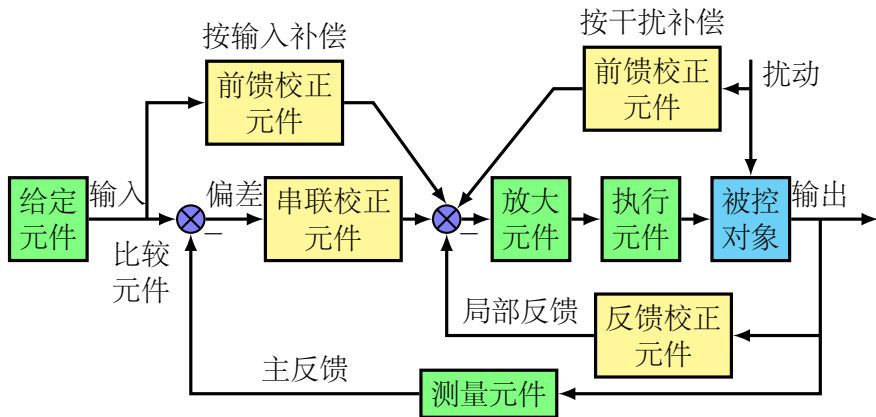 按输入补偿
按干扰补偿
前馈校正
元件
前馈校正
元件
扰动
给定
元件
输入
偏差
串联校正
元件
放大
元件
执行
元件
被控
对象
输出
比较
元件
−
−
局部反馈
反馈校正
元件
主反馈
测量元件